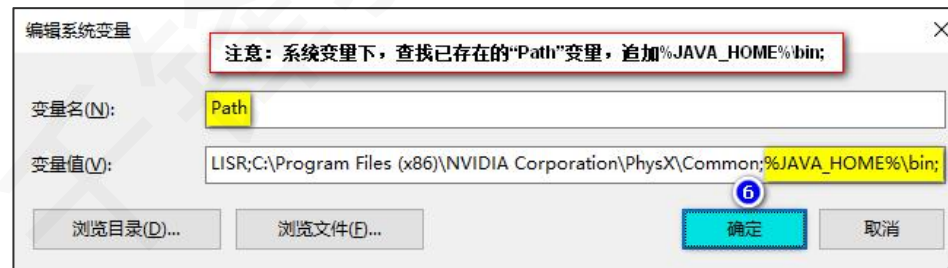 编辑系统变量
注意：系统变量下，查找已存在的“Path”变量，追加%JAVA_HOME%\bin;
变量名(N):
Path
变量值(V):
LISR;C:\Program Files (x86)\NVIDIA Corporation\PhysX\Common;%JAVA_HOME%\bin;
6
浏览目录(D)...
浏览文件(F)...
确定
取消